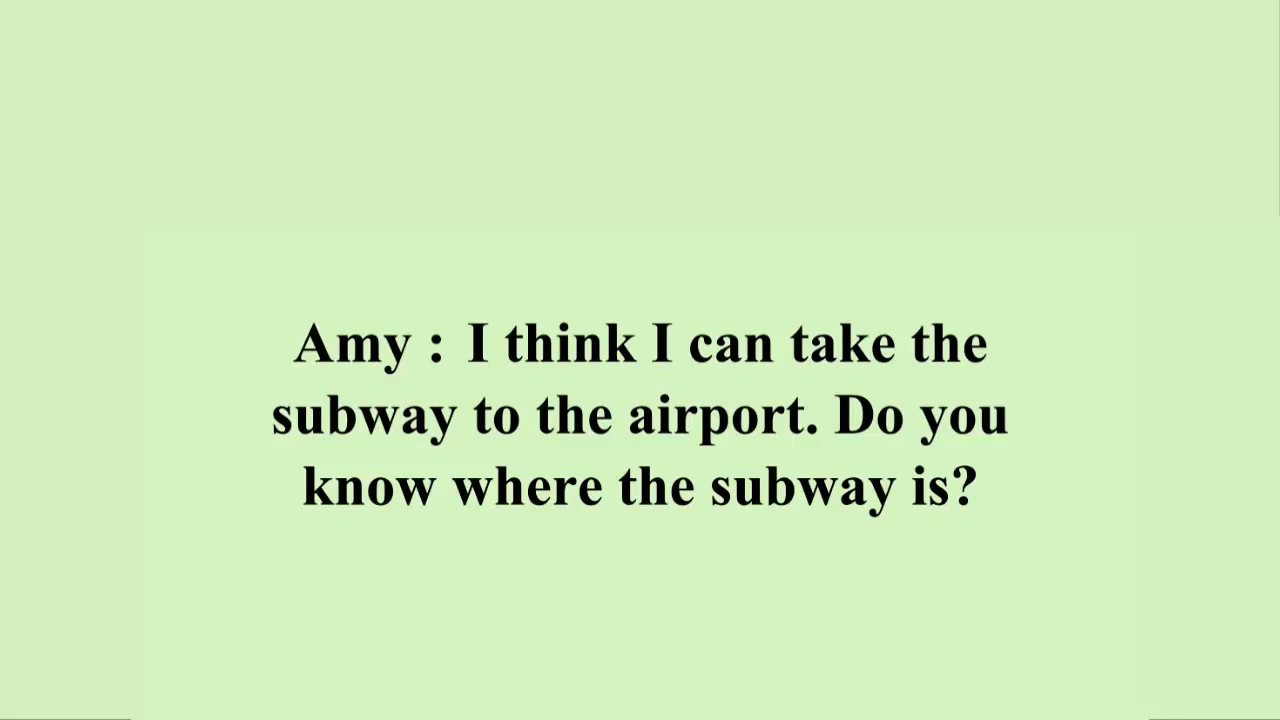 Amy : I think I can take the
subway to the airport. Do you
know where the subway is?